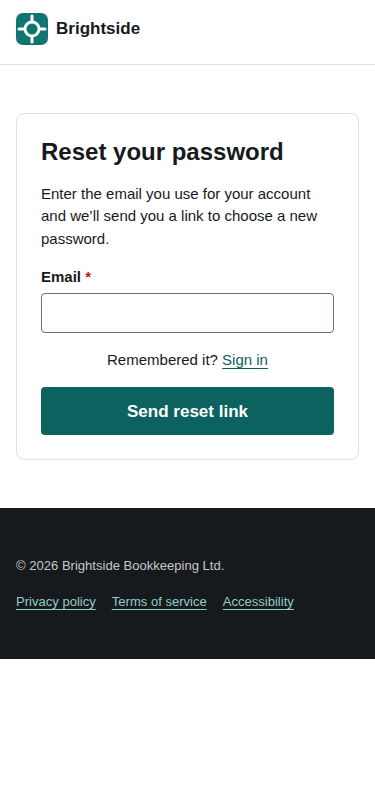 Brightside
Reset your password
Enter the email you use for your account
and we’ll send you a link to choose a new
password.
Email *
Remembered it? Sign in
Send reset link
© 2026 Brightside Bookkeeping Ltd.
Privacy policy Terms of service Accessibility